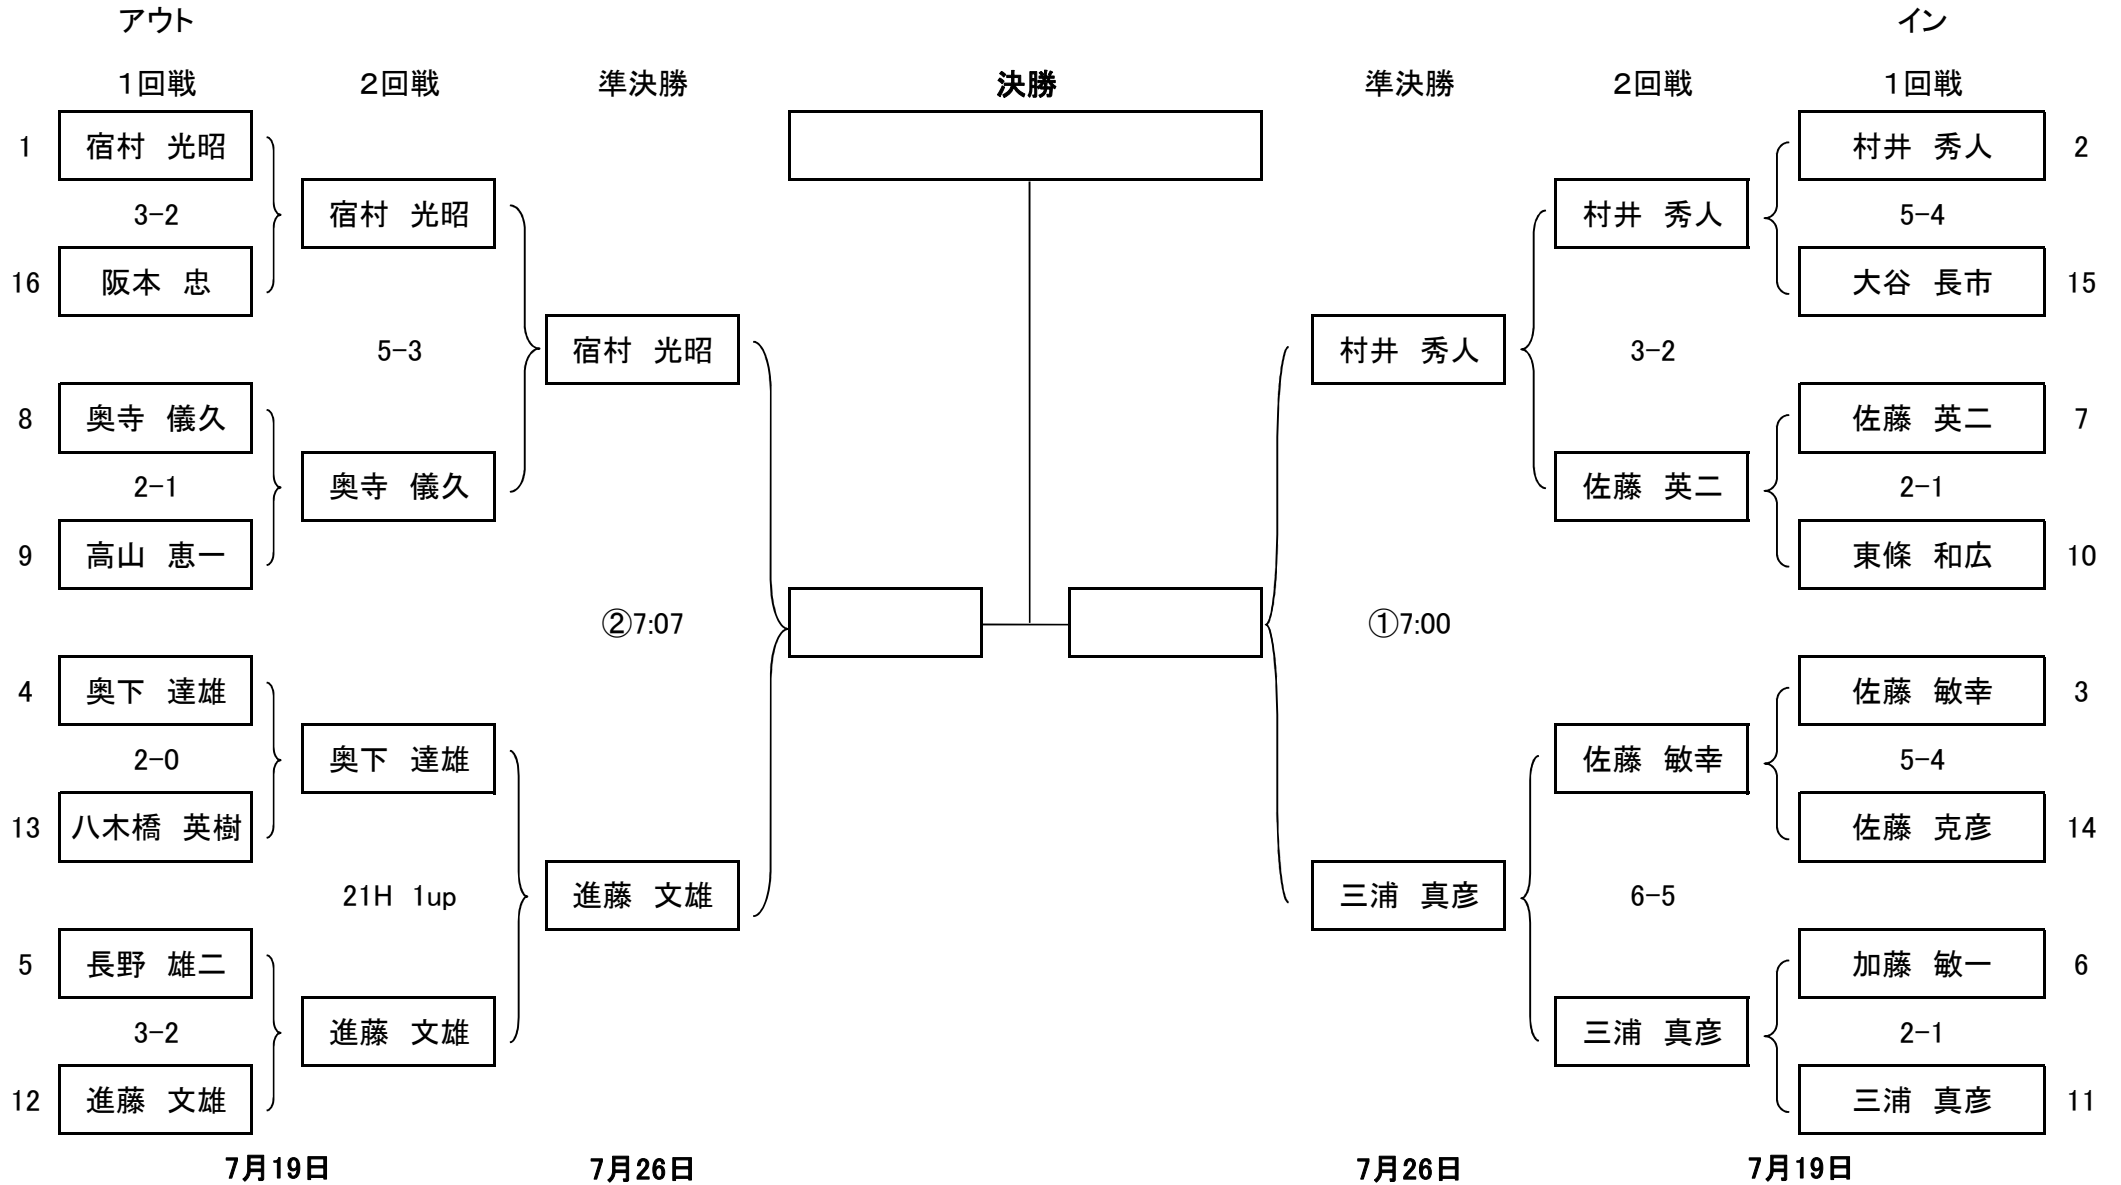 アウト イン
1回戦 2回戦 準決勝 決勝 準決勝 2回戦 1回戦
1 宿村 光昭 村井 秀人 2
3-2 宿村 光昭 村井 秀人 5-4
16 阪本 忠 大谷 長市 15
5-3 宿村 光昭 村井 秀人 3-2
8 奥寺 儀久 佐藤 英二 7
2-1 奥寺 儀久 佐藤 英二 2-1
9 高山 恵一 東條 和広 10
②7:07 ①7:00
4 奥下 達雄 佐藤 敏幸 3
2-0 奥下 達雄 佐藤 敏幸 5-4
13 八木橋 英樹 佐藤 克彦 14
21H 1up 進藤 文雄 三浦 真彦 6-5
5 長野 雄二 加藤 敏一 6
3-2 進藤 文雄 三浦 真彦 2-1
12 進藤 文雄 三浦 真彦 11
7月19日 7月26日 7月26日 7月19日